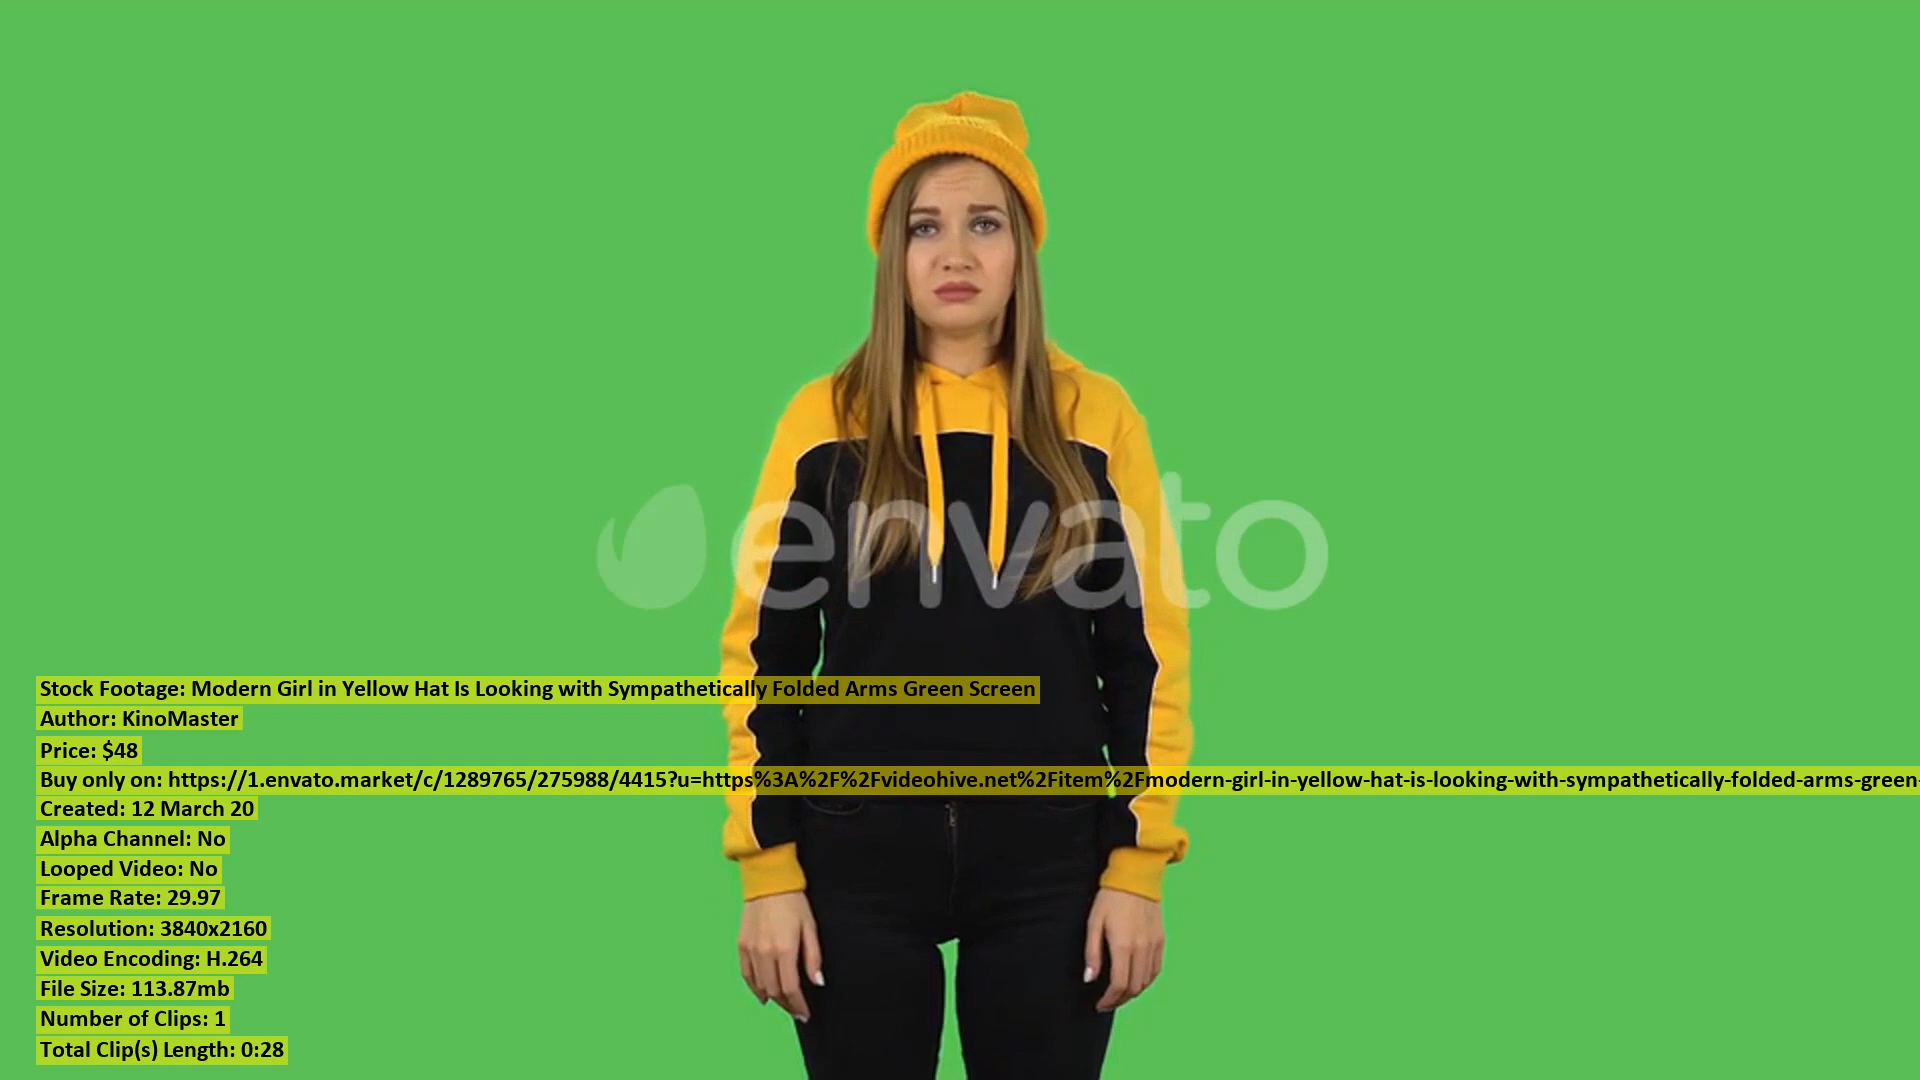 envato
Stock Footage: Modern Girl in Yellow Hat Is Looking with Sympathetically Folded Arms Green Screen
Author: KinoMaster
Price: $48
Buy only on: https://1.envato.market/c/1289765/275988/4415?u=https%3A%2F%2Fvideohive.net%2Fitem%2Fmodern-girl-in-yellow-hat-is-looking-with-sympathetically-folded-arms-green-
Created: 12 March 20
Alpha Channel: No
Looped Video: No
Frame Rate: 29.97
Resolution: 3840x2160
Video Encoding: H.264
File Size: 113.87mb
Number of Clips: 1
Total Clip(s) Length: 0:28